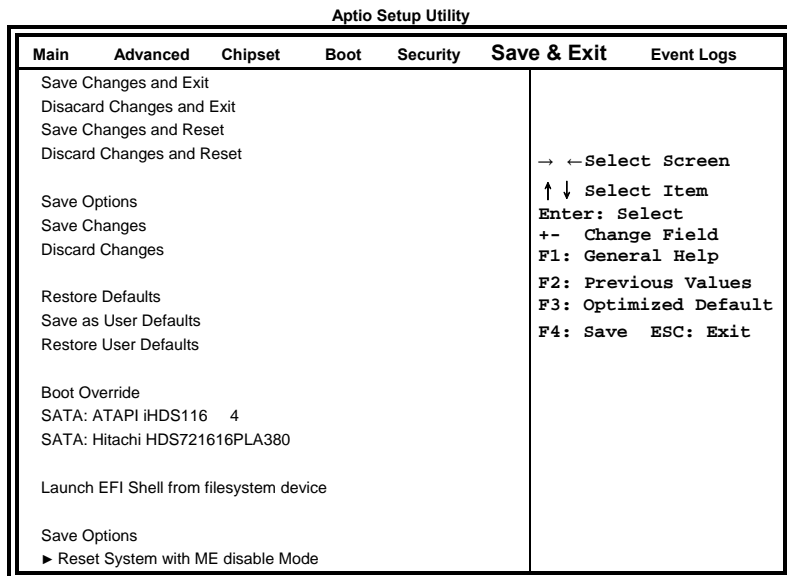 Aptio Setup Utility
Main Advanced Chipset Boot Security Save & Exit Event Logs
Save Changes and Exit
Disacard Changes and Exit
Save Changes and Reset
Discard Changes and Reset
Save Options
Save Changes
Discard Changes
Restore Defaults
Save as User Defaults
Restore User Defaults
Boot Override
SATA: ATAPI iHDS116 4
SATA: Hitachi HDS721616PLA380
Launch EFI Shell from filesystem device
Save Options
► Reset System with ME disable Mode
→ ←Select Screen
↑↓ Select Item
Enter: Select
+- Change Field
F1: General Help
F2: Previous Values
F3: Optimized Default
F4: Save ESC: Exit